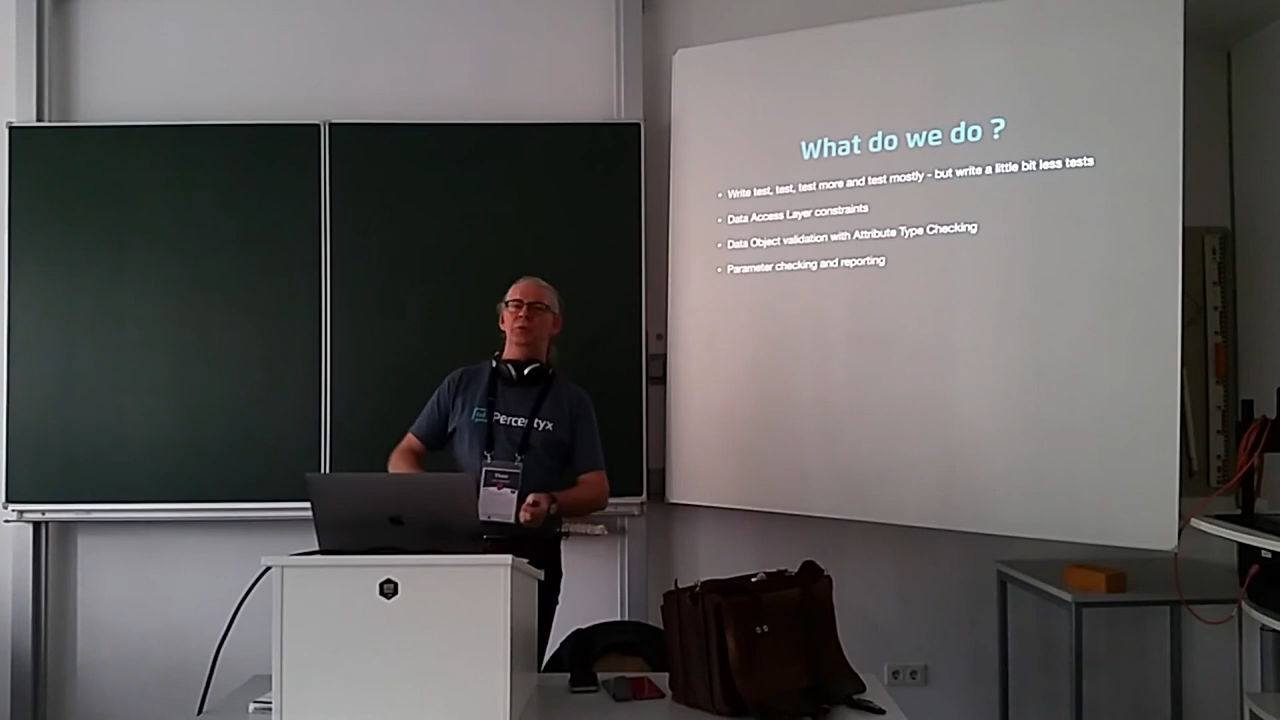 What do we do ?
• Write test, test, test more and test mostly - but write a little bit less tests
• Data Access Layer constraints
• Data Object validation with Attribute Type Checking
• Parameter checking and reporting
Perceptyx